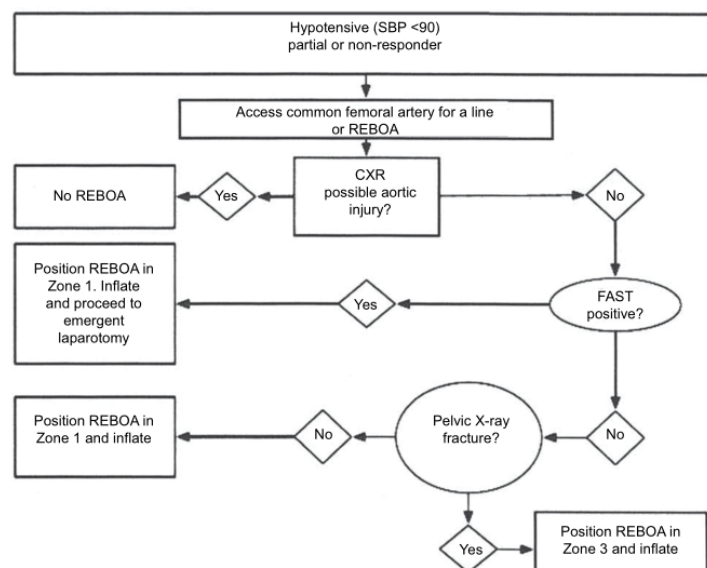 Hypotensive (SBP <90)
partial or non-responder
Access common femoral artery for a line
or REBOA
CXR
possible aortic
injury?
Yes
No REBOA
No
FAST
positive?
Yes
Position REBOA in
Zone 1. Inflate
and proceed to
emergent
laparotomy
No
Pelvic X-ray
fracture?
No
Position REBOA in
Zone 1 and inflate
Yes
Position REBOA in
Zone 3 and inflate